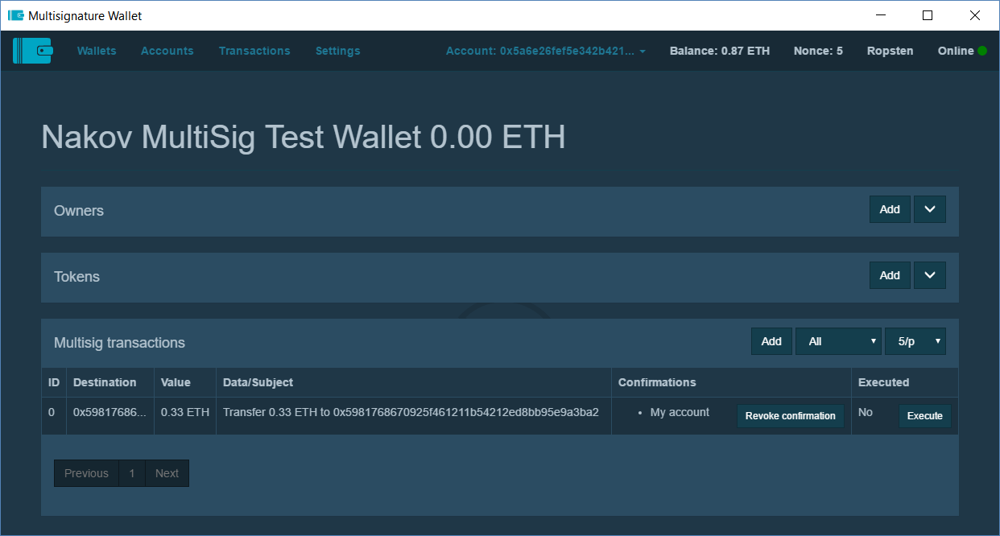 Multisignature Wallet
Wallets Accounts Transactions Settings Account: 0x5a6e26fef5e342b421... Balance: 0.87 ETH Nonce: 5 Ropsten Online
Nakov MultiSig Test Wallet 0.00 ETH
Owners Add
Tokens Add
Multisig transactions Add All 5/p
ID Destination Value Data/Subject Confirmations Executed
0 0x59817686... 0.33 ETH Transfer 0.33 ETH to 0x5981768670925f461211b54212ed8bb95e9a3ba2 • My account Revoke confirmation No Execute
Previous 1 Next